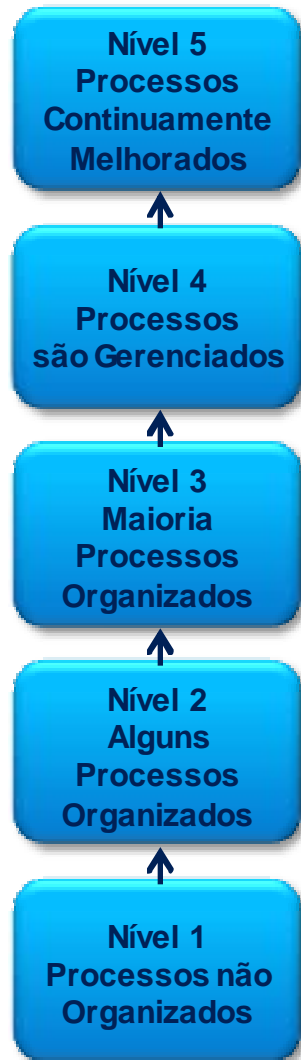 Nível 5
Processos
Continuamente
Melhorados
Nível 4
Processos
são Gerenciados
Nível 3
Maioria
Processos
Organizados
Nível 2
Alguns
Processos
Organizados
Nível 1
Processos não
Organizados